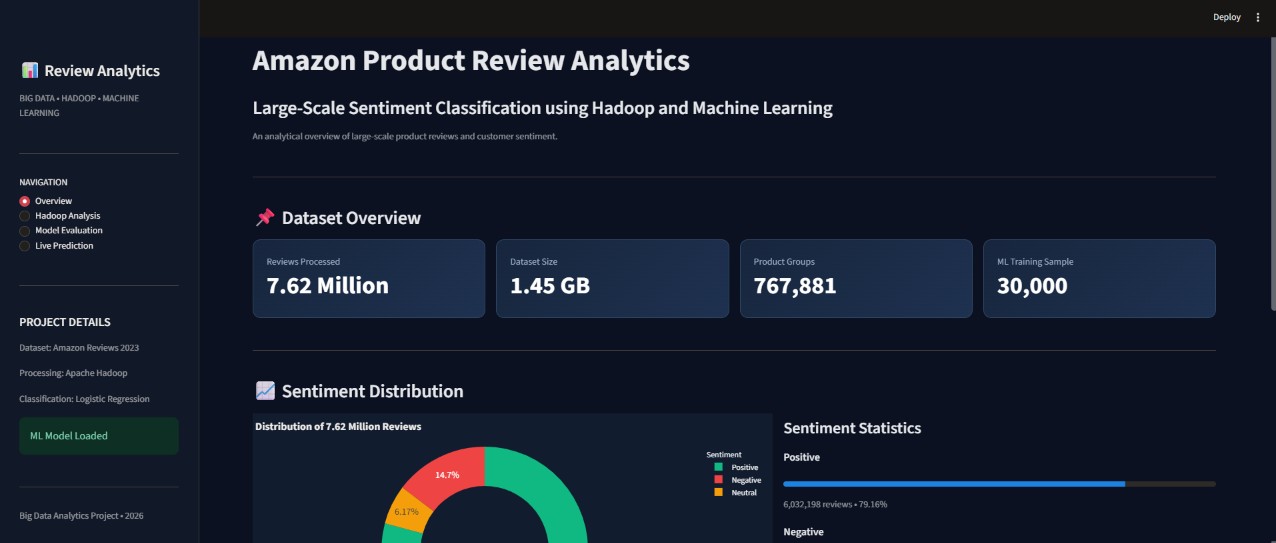 Deploy
Review Analytics
BIG DATA • HADOOP • MACHINE
LEARNING
NAVIGATION
Overview
Hadoop Analysis
Model Evaluation
Live Prediction
PROJECT DETAILS
Dataset: Amazon Reviews 2023
Processing: Apache Hadoop
Classification: Logistic Regression
ML Model Loaded
Big Data Analytics Project • 2026
Amazon Product Review Analytics
Large-Scale Sentiment Classification using Hadoop and Machine Learning
An analytical overview of large-scale product reviews and customer sentiment.
Dataset Overview
Reviews Processed
7.62 Million
Dataset Size
1.45 GB
Product Groups
767,881
ML Training Sample
30,000
Sentiment Distribution
Distribution of 7.62 Million Reviews
14.7%
6.17%
Sentiment
Positive
Negative
Neutral
Sentiment Statistics
Positive
6,032,198 reviews • 79.16%
Negative